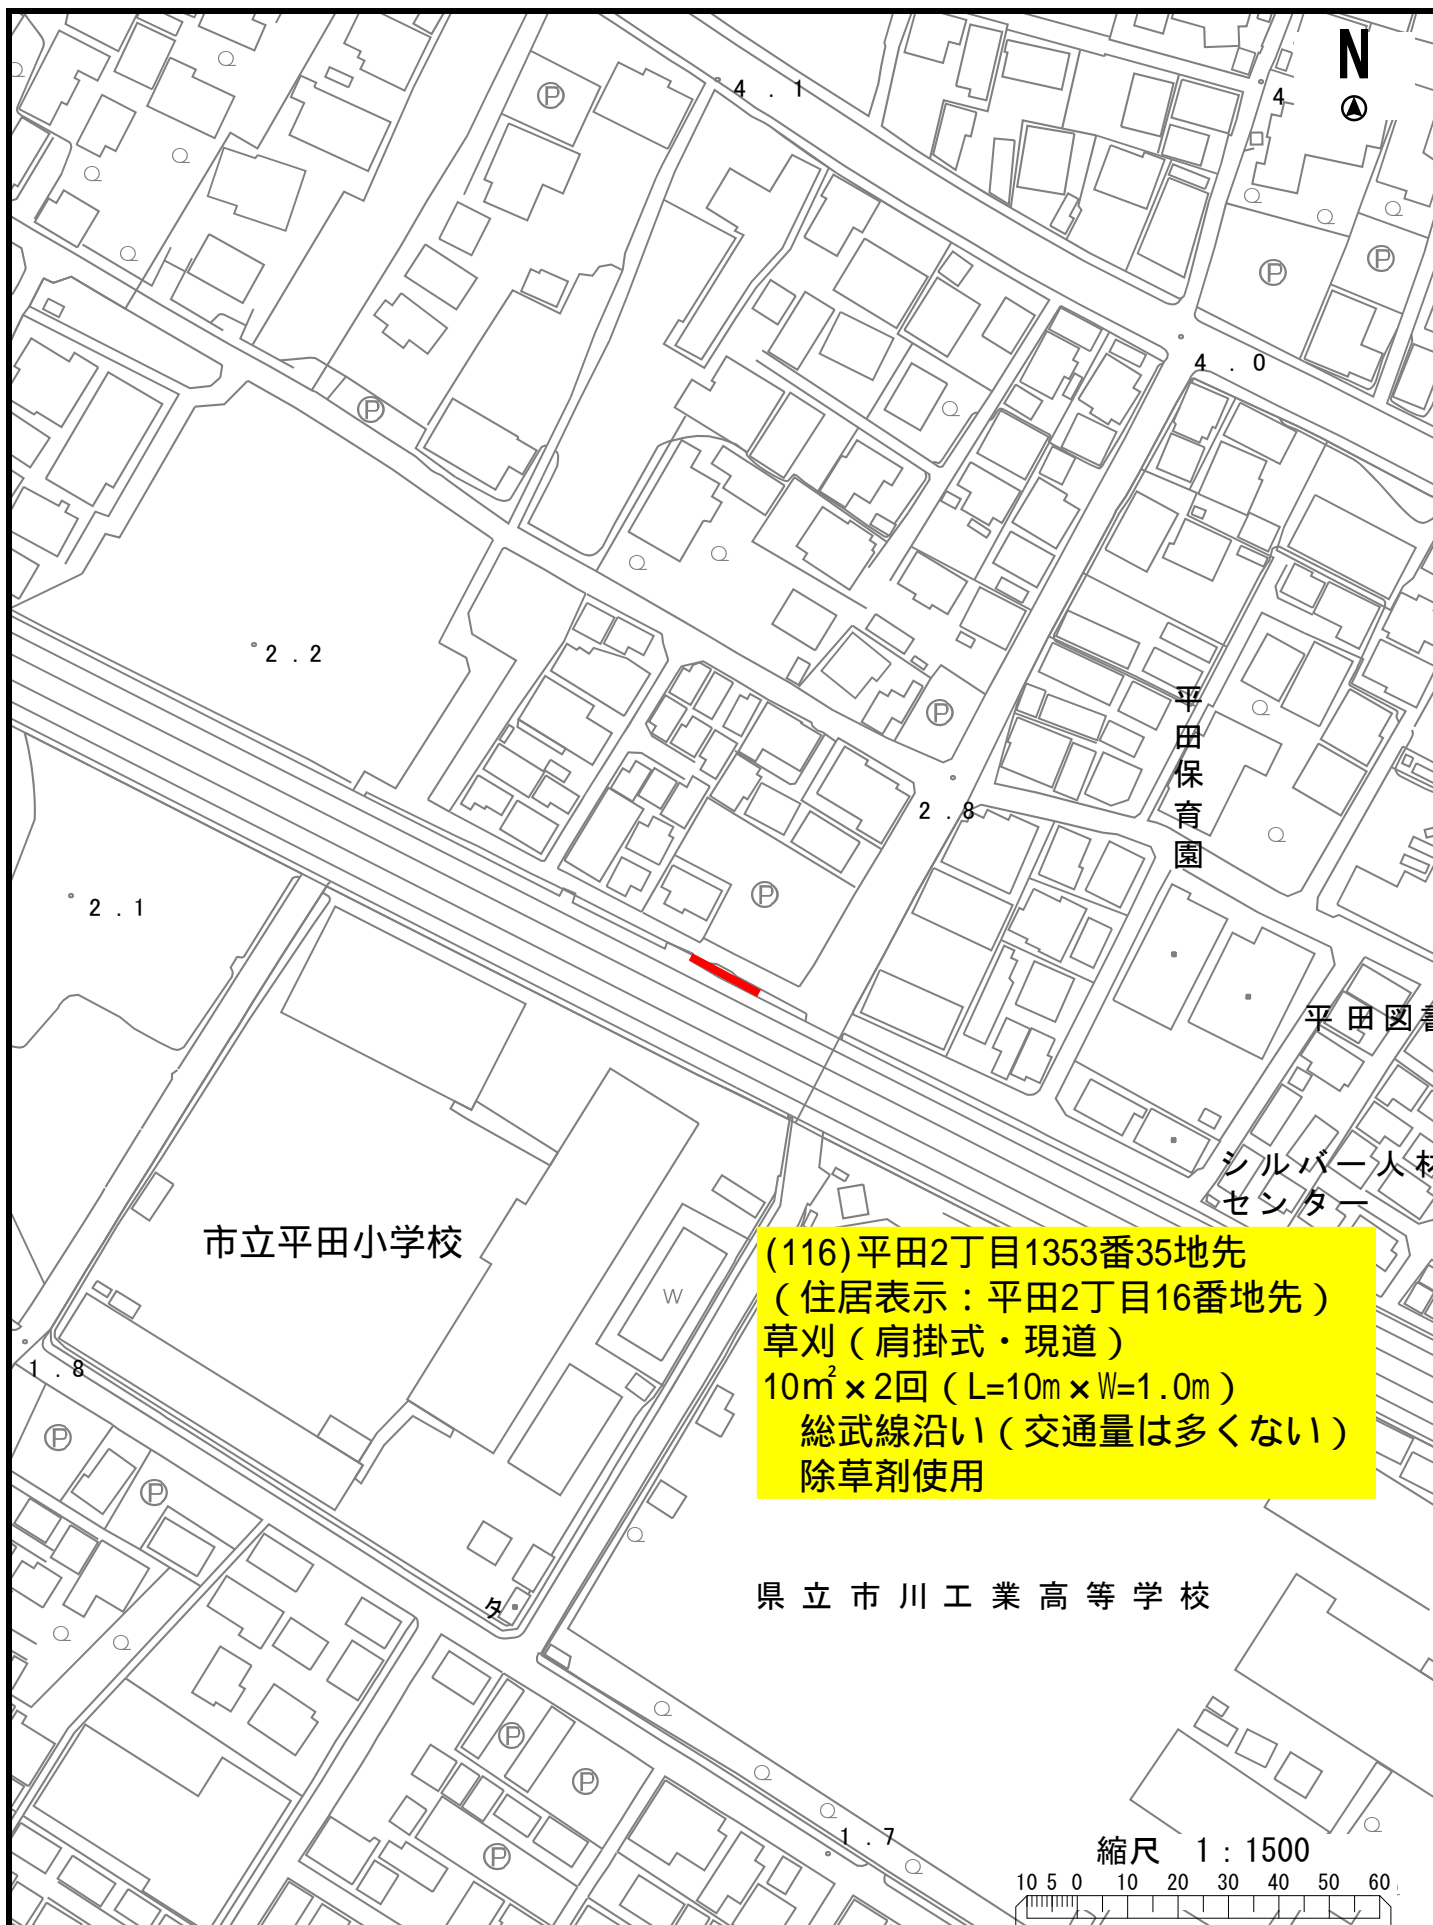 N
4.1
4
Ⓟ
Ⓟ
Ⓟ
4.0
Ⓟ
2.2
平田保育園
Ⓟ
2.8
Ⓟ
2.1
平田図書
シルバー人材
センター
市立平田小学校
(116)平田2丁目1353番35地先
（住居表示：平田2丁目16番地先）
草刈（肩掛式・現道）
10㎡×2回（L=10m×W=1.0m）
総武線沿い（交通量は多くない）
除草剤使用
W
1.8
Ⓟ
Ⓟ
県立市川工業高等学校
タ
Ⓟ
Ⓟ
Ⓟ
1.7
縮尺 1：1500
10 5 0 10 20 30 40 50 60